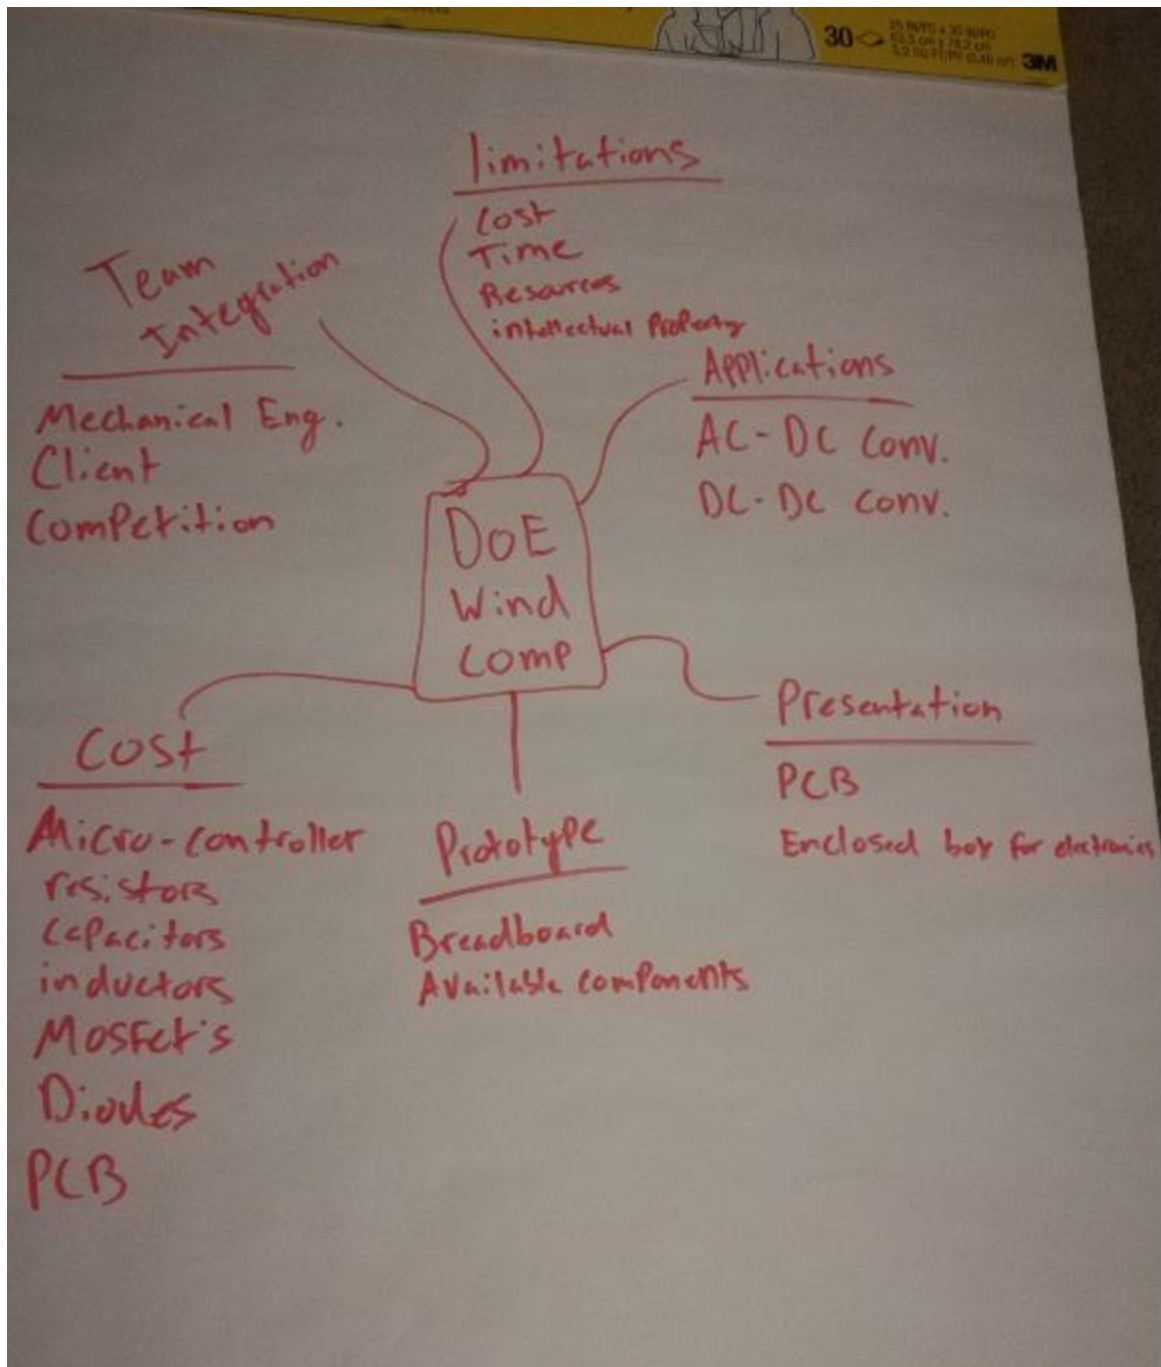 30
3M
limitations
Cost
Time
Resources
intellectual Property
Team
Integration
Mechanical Eng.
Client
Competition
Applications
AC-DC Conv.
DC-DC Conv.
DoE
Wind
Comp
Presentation
PCB
Enclosed box for electronics
Cost
Micro-controller
resistors
capacitors
inductors
Mosfet's
Diodes
PCB
Prototype
Breadboard
Available components